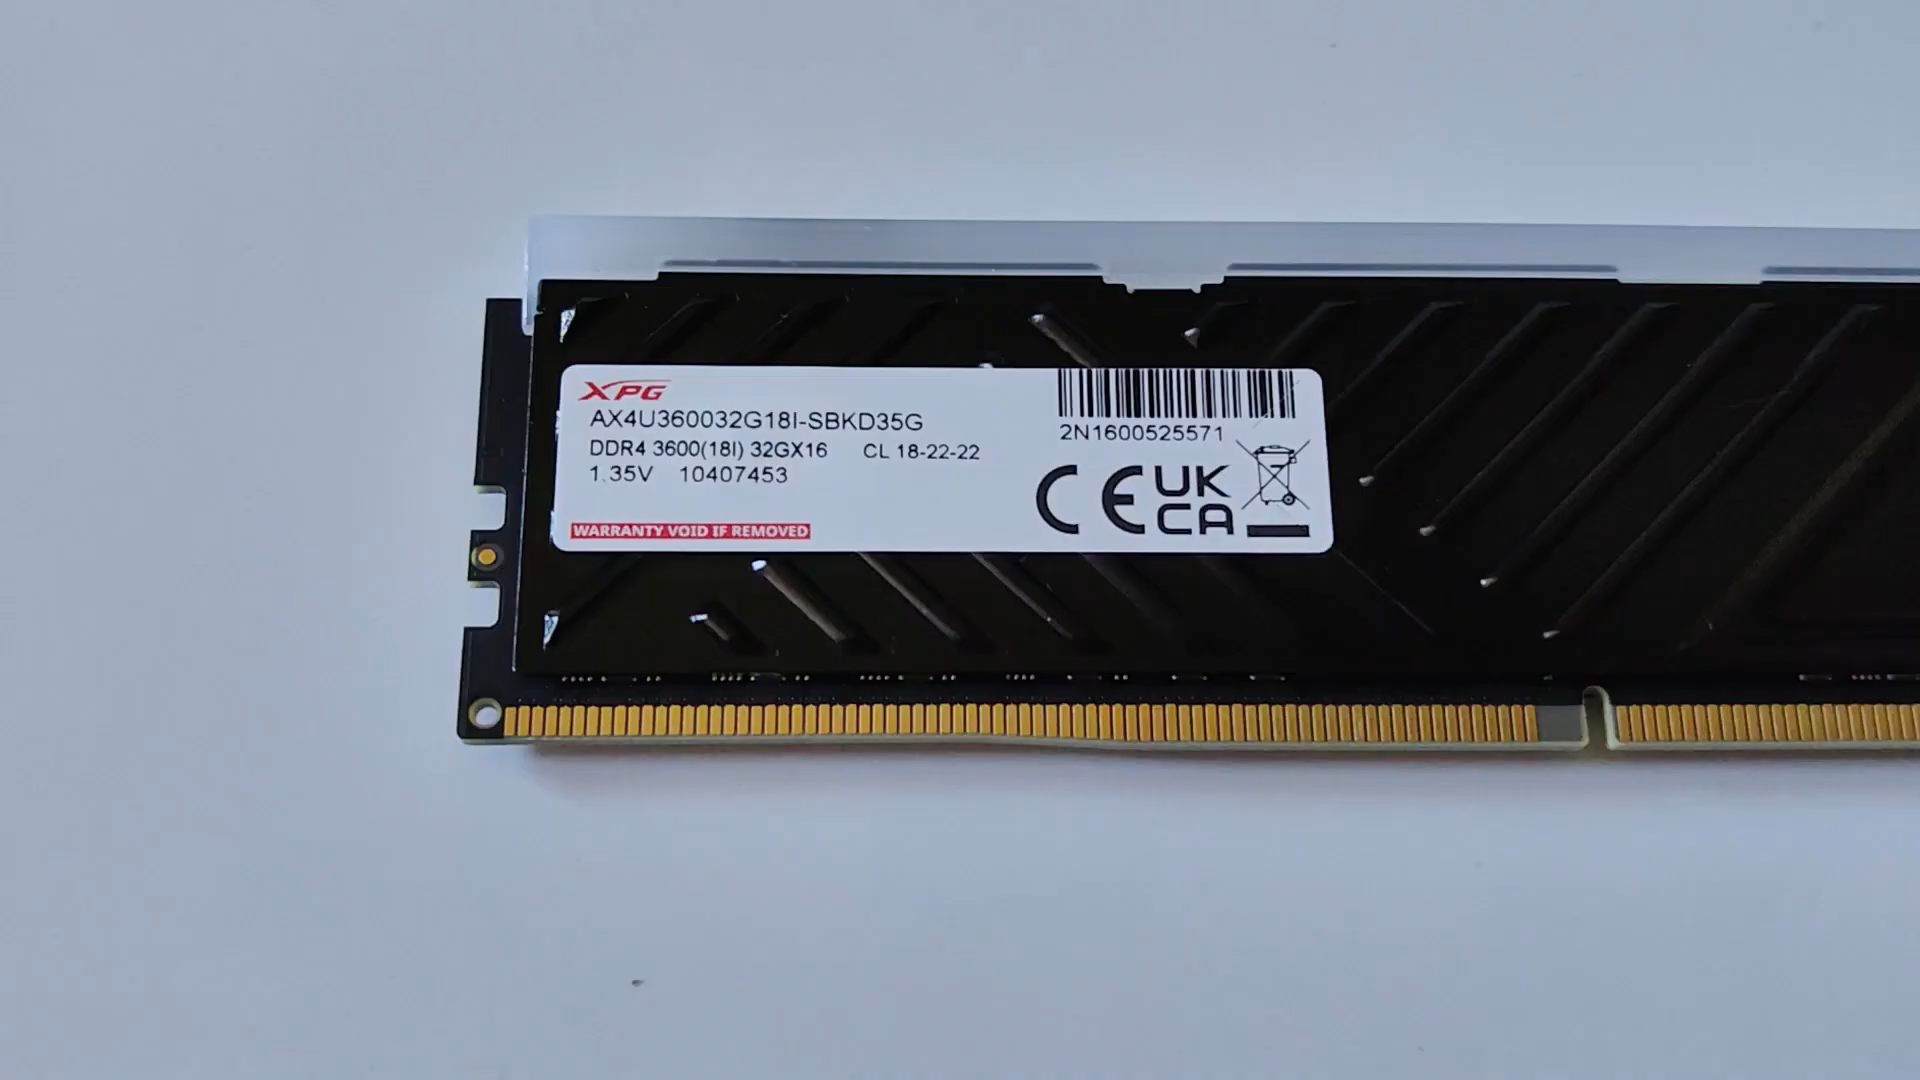 XPG
AX4U360032G18I-SBKD35G
DDR4 3600(18I) 32GX16 CL 18-22-22
1.35V 10407453
WARRANTY VOID IF REMOVED
2N1600525571
CE UK
CA